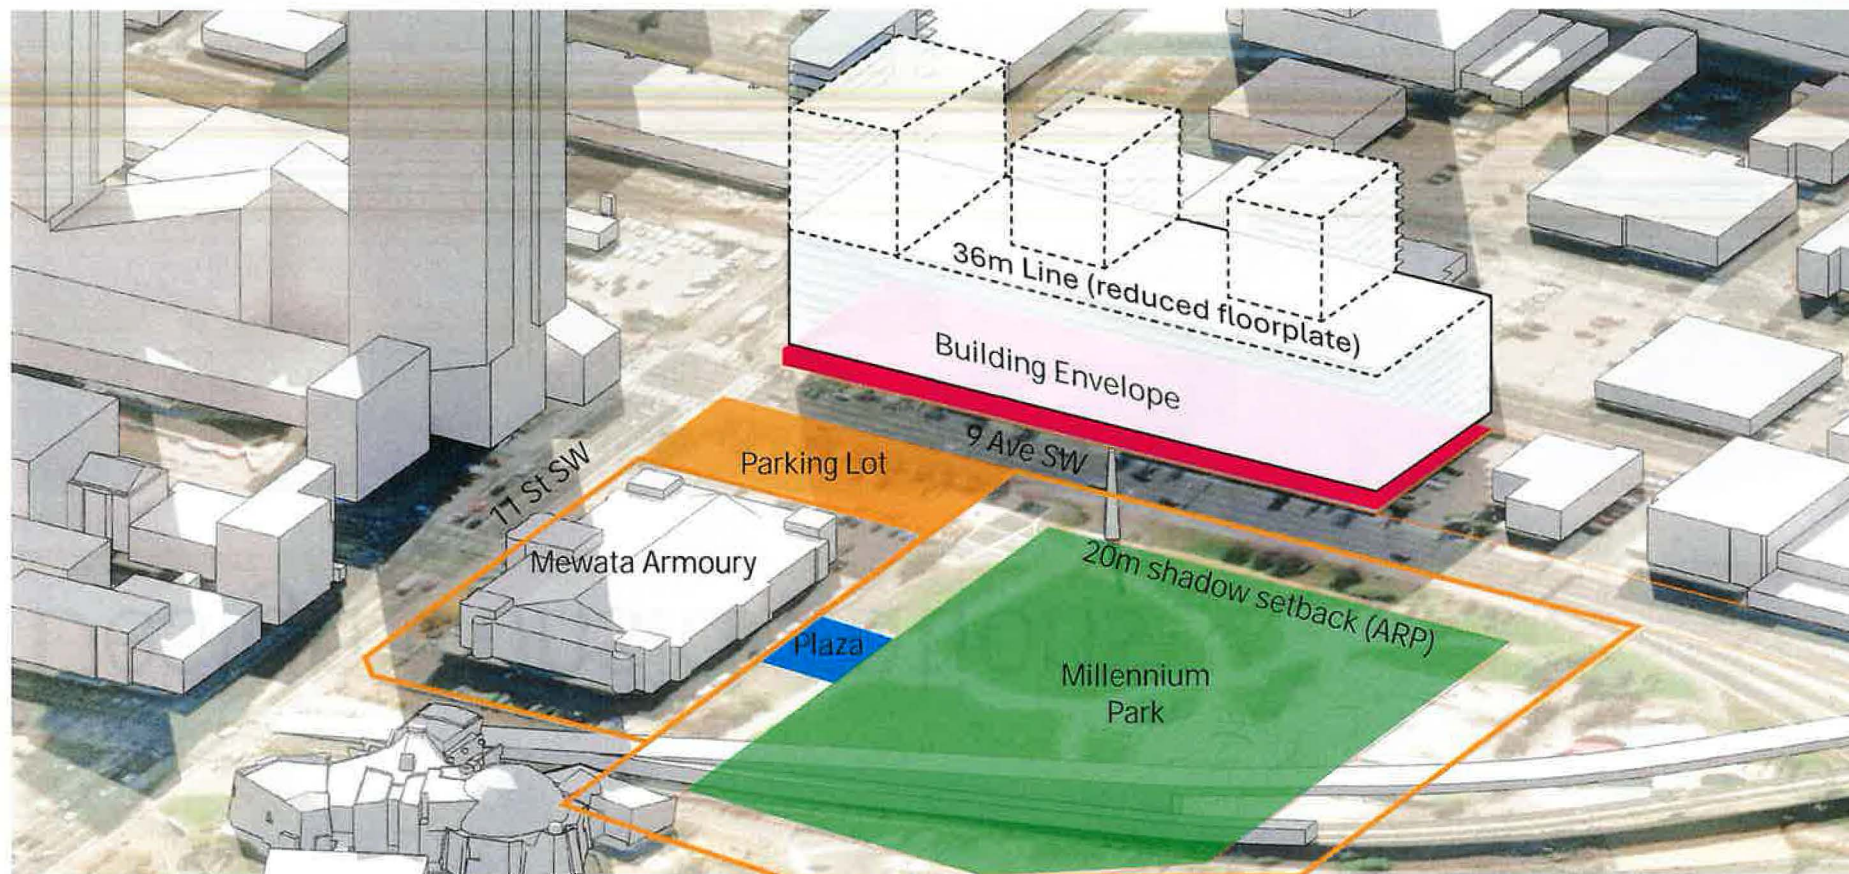 36m Line (reduced floorplate)
Building Envelope
9 Ave SW
Parking Lot
11 St SW
Mewata Armoury
20m shadow setback (ARP)
Plaza
Millennium
Park